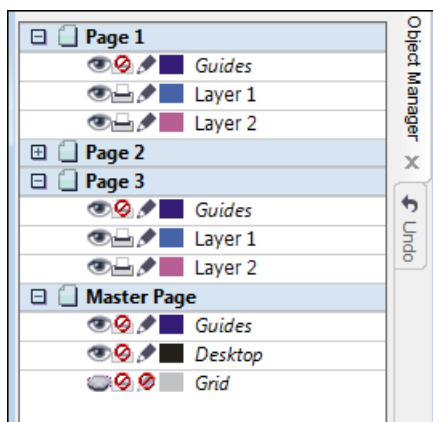 Page 1
Guides
Layer 1
Layer 2
Page 2
Page 3
Guides
Layer 1
Layer 2
Master Page
Guides
Desktop
Grid
Object Manager
Undo